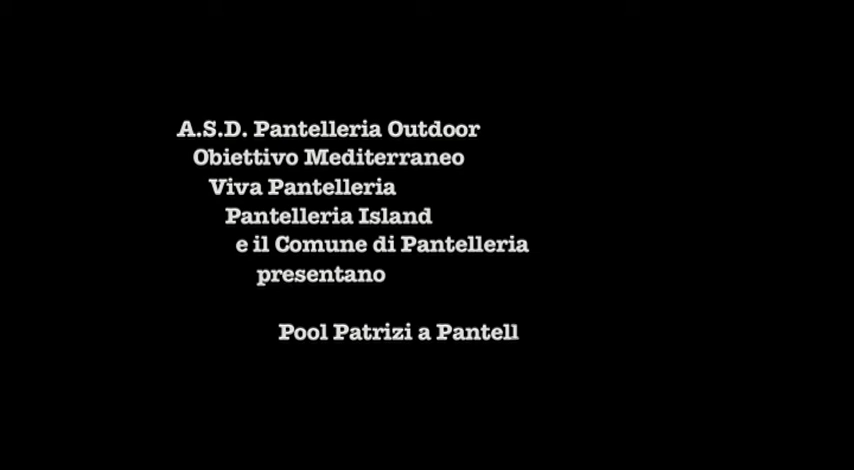 A.S.D. Pantelleria Outdoor
Obiettivo Mediterraneo
Viva Pantelleria
Pantelleria Island
e il Comune di Pantelleria
presentano
Pool Patrizi a Pantell